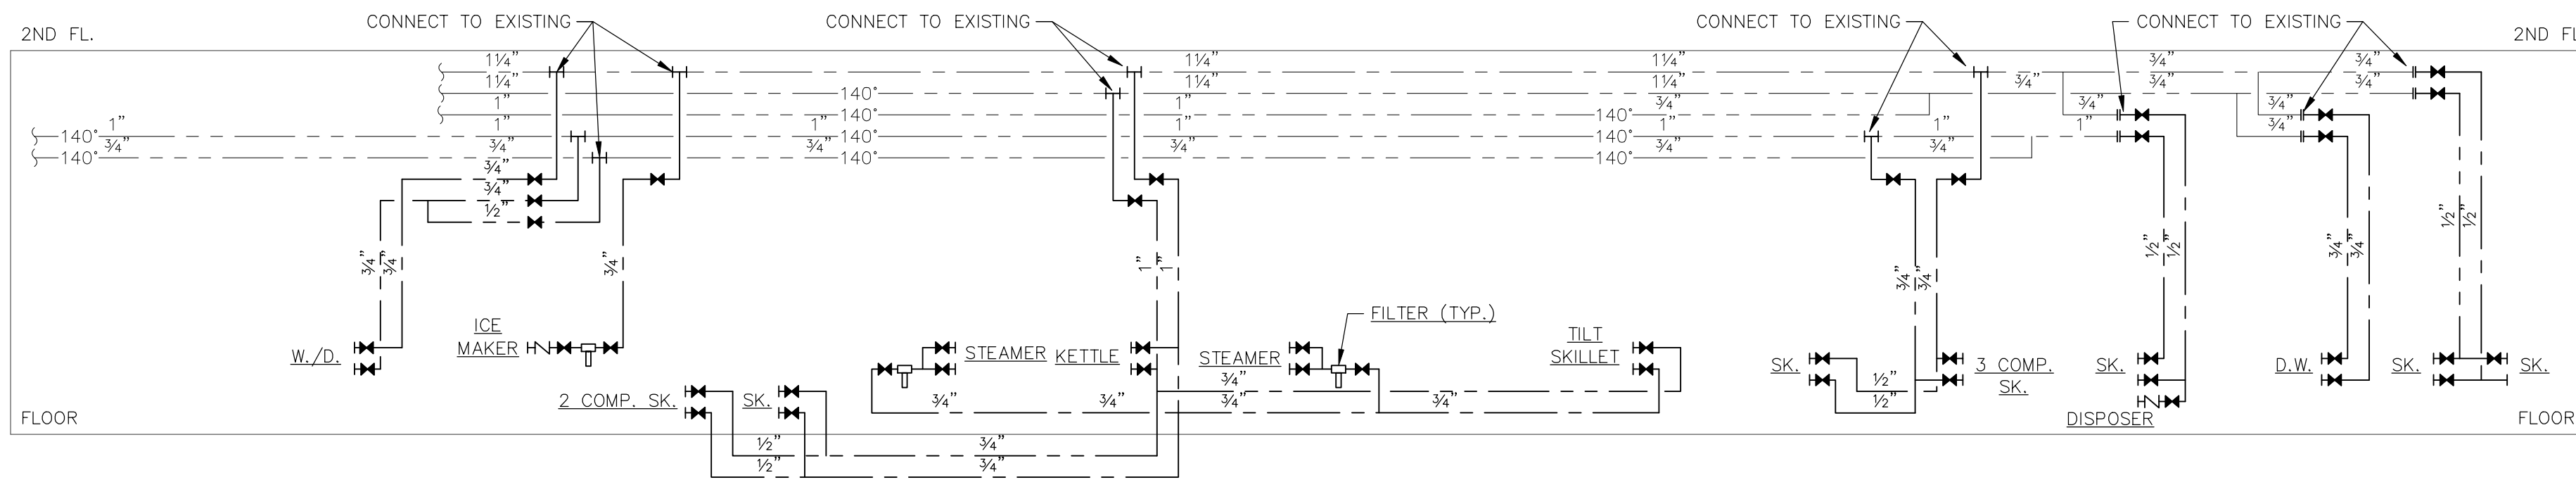 CONNECT TO EXISTING
CONNECT TO EXISTING
CONNECT TO EXISTING
CONNECT TO EXISTING
2ND FL.
2ND FL
1¼" 1¼" 1¼" ¾" ¾"
1¼" 140° 1¼" 1¼" ¾" ¾" ¾"
1" 140° 1" 140° ¾" ¾" ¾"
140° 1" 1" 1" 140° 1" 140° 1" 1" 1" ¾"
140° ¾" ¾" ¾" 140° ¾" 140° ¾" ¾"
¾"
¾"
½"
¾" ¾" ¾" 1" 1" ¾" ¾" ½" ½" ¾" ¾" ½" ½"
W./D.
ICE
MAKER
STEAMER
KETTLE
STEAMER
FILTER (TYP.)
TILT
SKILLET
SK.
3 COMP.
SK.
SK.
DISPOSER
D.W.
SK.
SK.
2 COMP. SK.
SK.
¾" ½"
¾" ¾" ¾" ¾" ½"
FLOOR
FLOOR
½" ¾"
½" ¾"